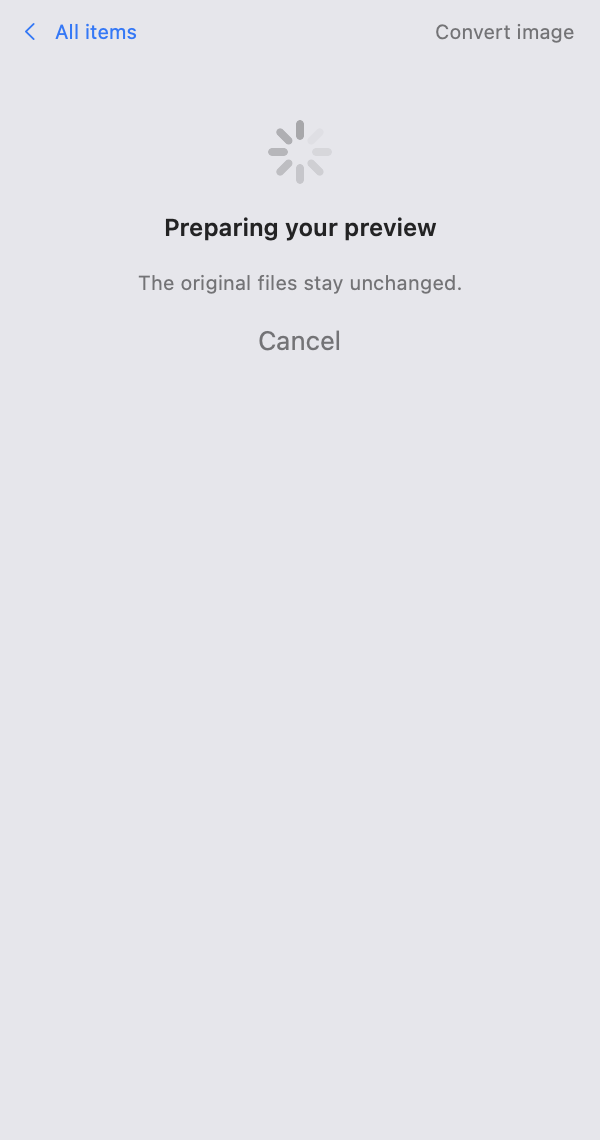 All items
Convert image
Preparing your preview
The original files stay unchanged.
Cancel